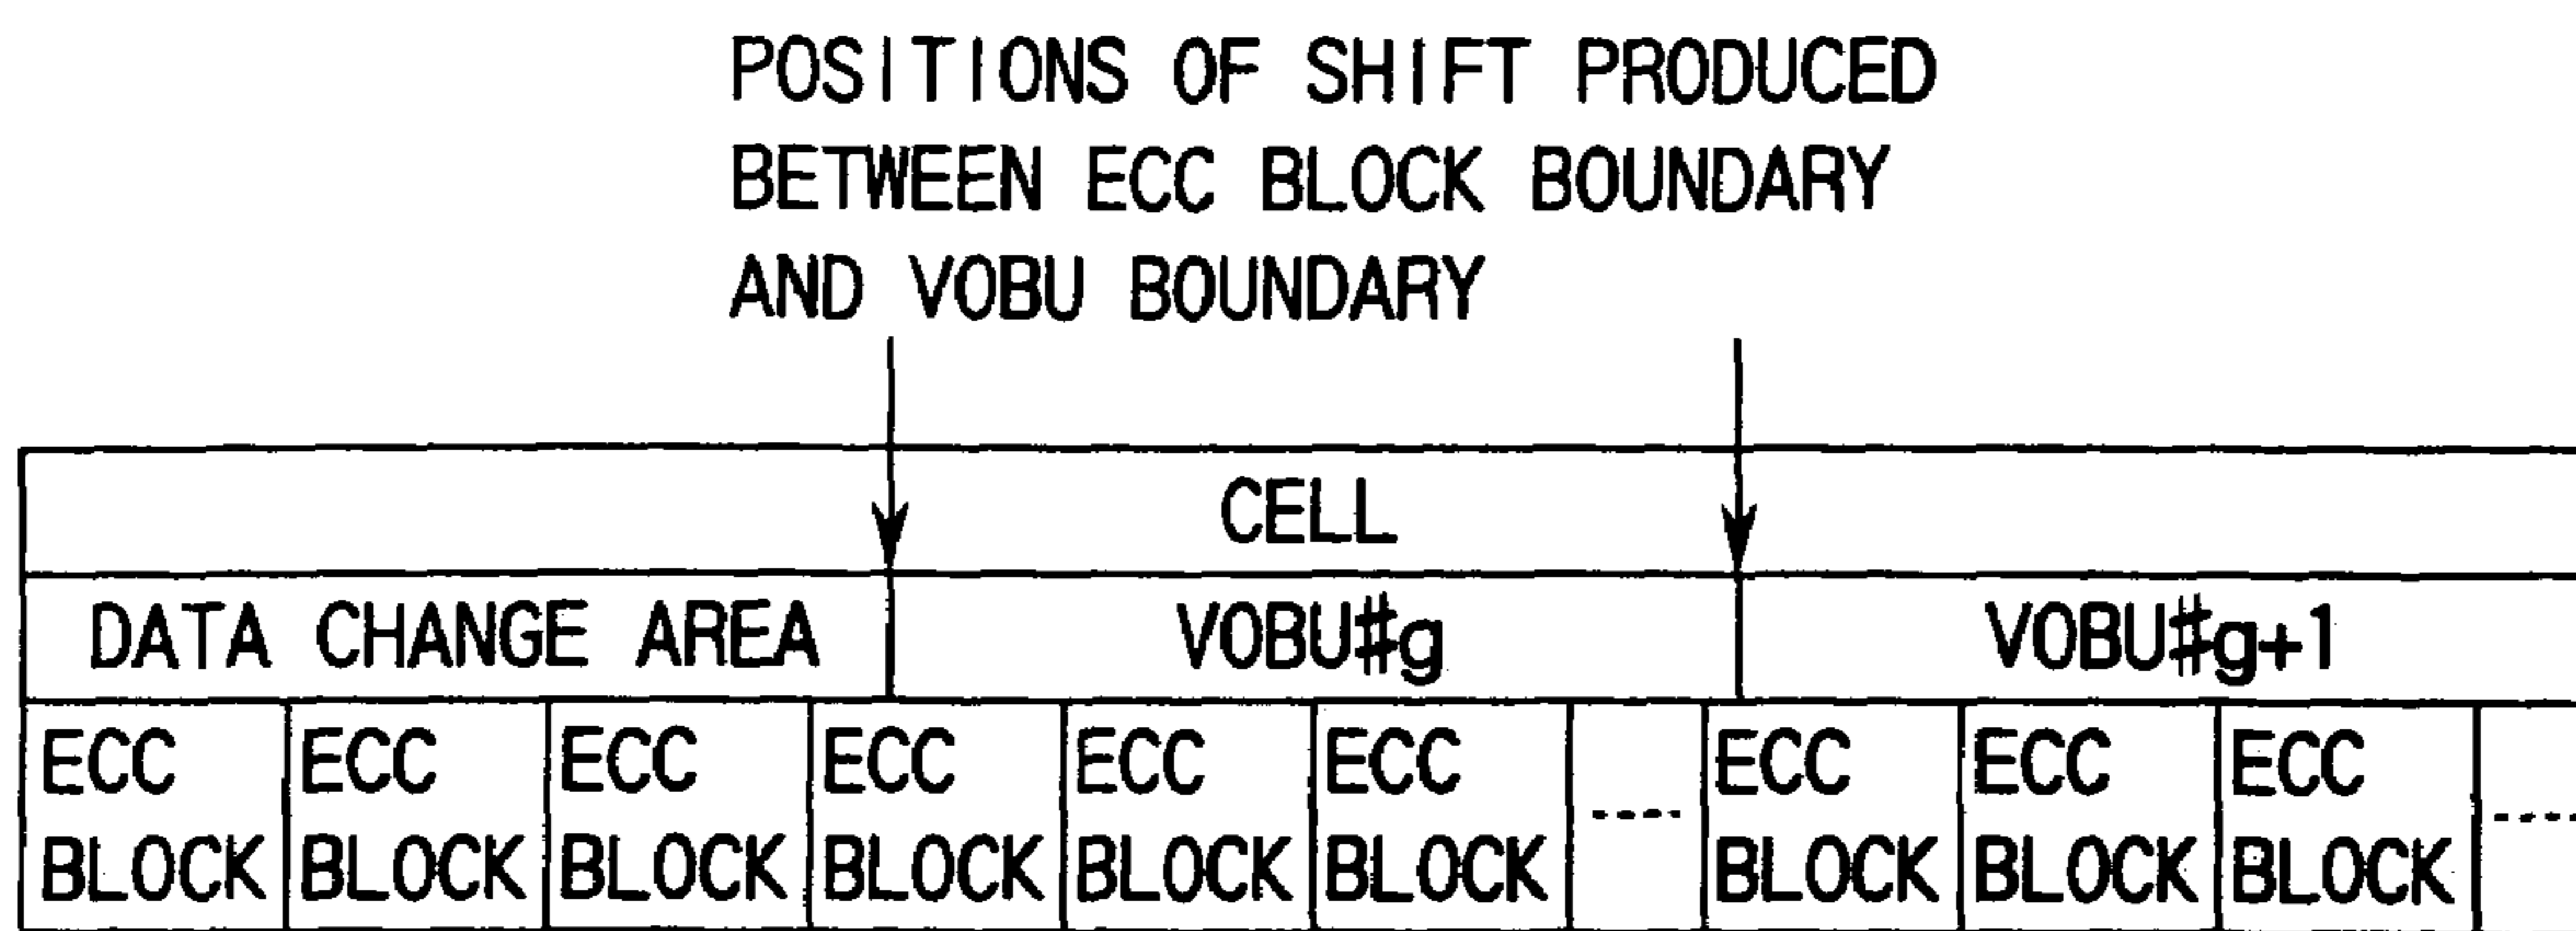 POSITIONS OF SHIFT PRODUCED
BETWEEN ECC BLOCK BOUNDARY
AND VOBU BOUNDARY
CELL
DATA CHANGE AREA VOBU#g VOBU#g+1
ECC ECC ECC ECC ECC ECC ECC ECC ECC
BLOCK BLOCK BLOCK BLOCK BLOCK BLOCK ---- BLOCK BLOCK BLOCK ----